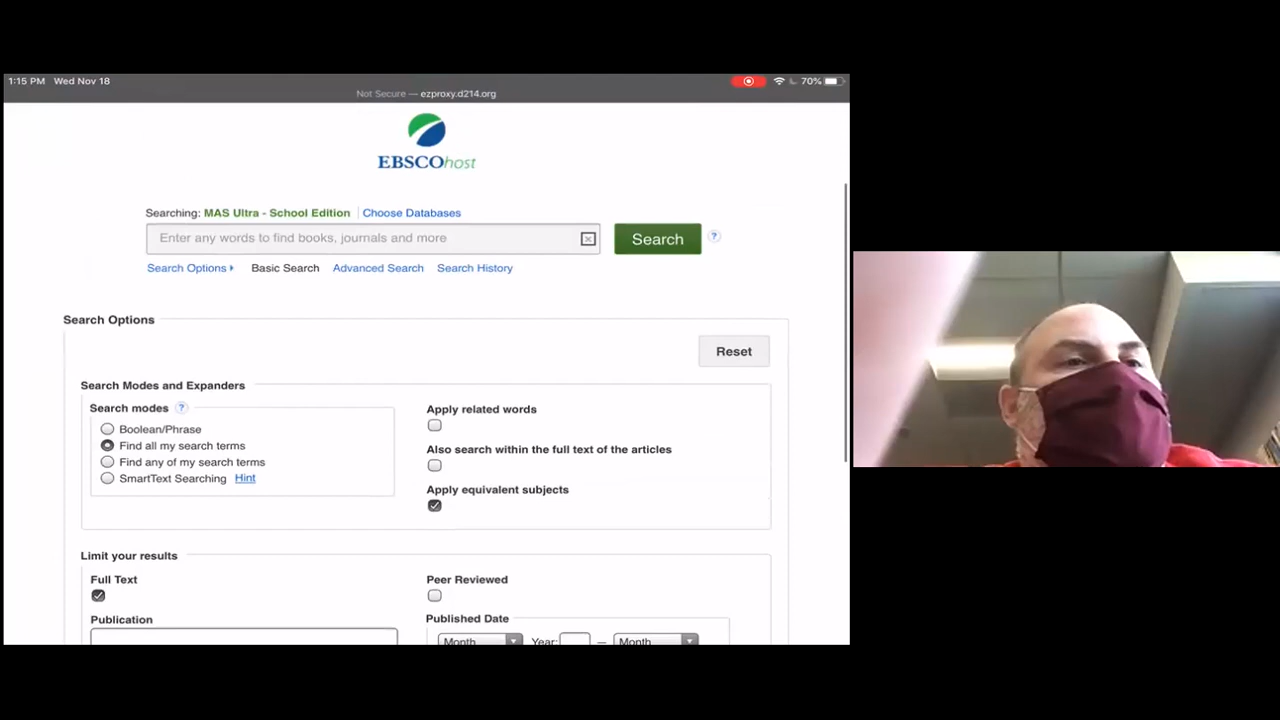 1:15 PM Wed Nov 18
70%
Not Secure — ezproxy.d214.org
EBSCOhost
Searching: MAS Ultra - School Edition Choose Databases
Enter any words to find books, journals and more
Search ?
Search Options Basic Search Advanced Search Search History
Search Options
Reset
Search Modes and Expanders
Search modes ?
Boolean/Phrase
Find all my search terms
Find any of my search terms
SmartText Searching Hint
Apply related words
Also search within the full text of the articles
Apply equivalent subjects
Limit your results
Full Text
Peer Reviewed
Publication
Published Date
Month Year: — Month